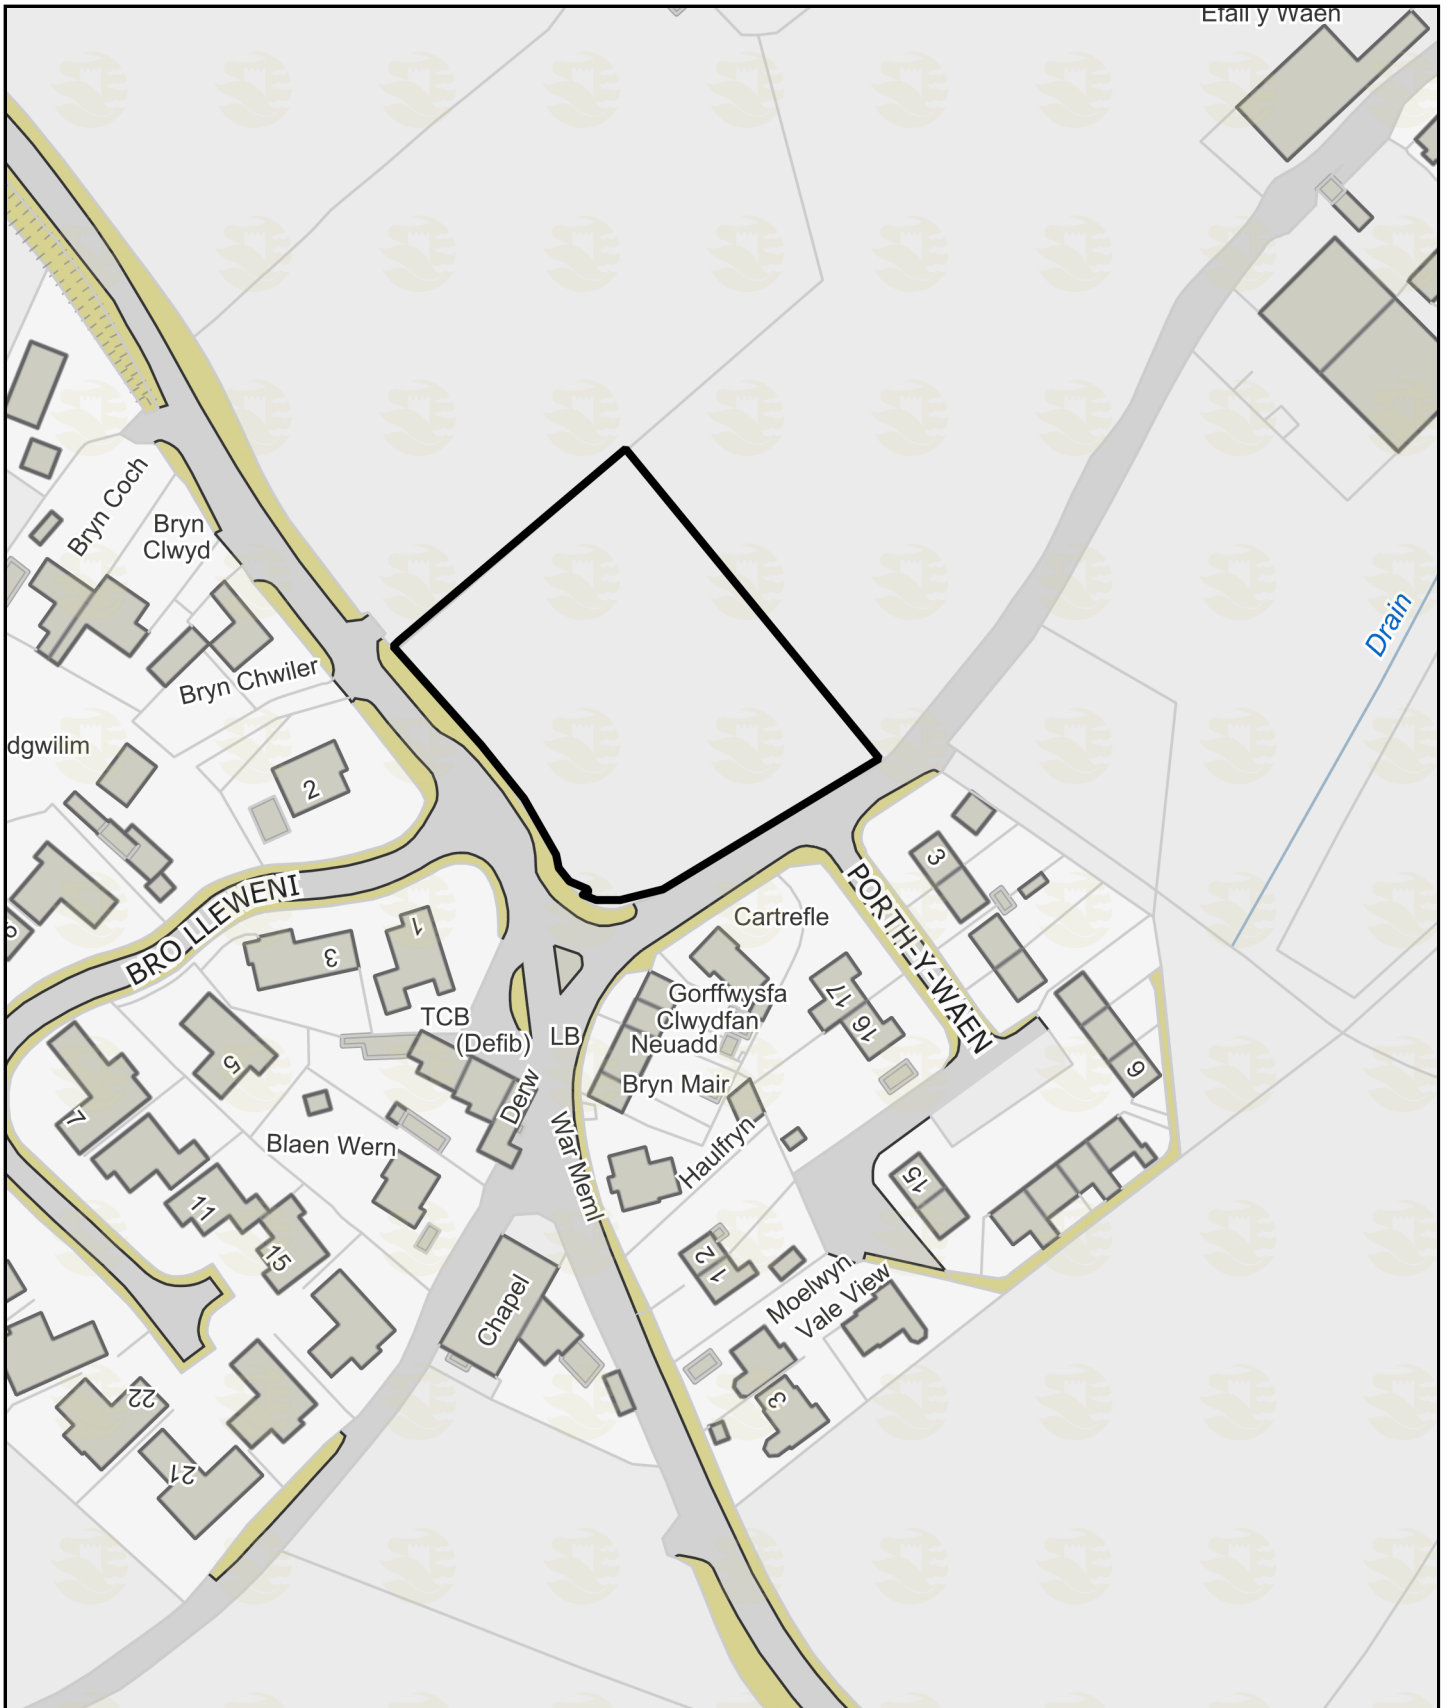 Efail y Waen
Bryn Coch
Bryn
Clwyd
Drain
Bryn Chwiler
dgwilim
2
3
BRO LLEWENI
PORTH-Y-WAEN
Cartrefle
1
3
Gorffwysfa
17
TCB
(Defib)
LB
Clwydfan
16
Neuadd
5
9
Bryn Mair
7
Derw
Blaen Wern
War Meml
Haulfryn
15
11
15
2
1
Moelwyn
Vale View
Chapel
22
3
21